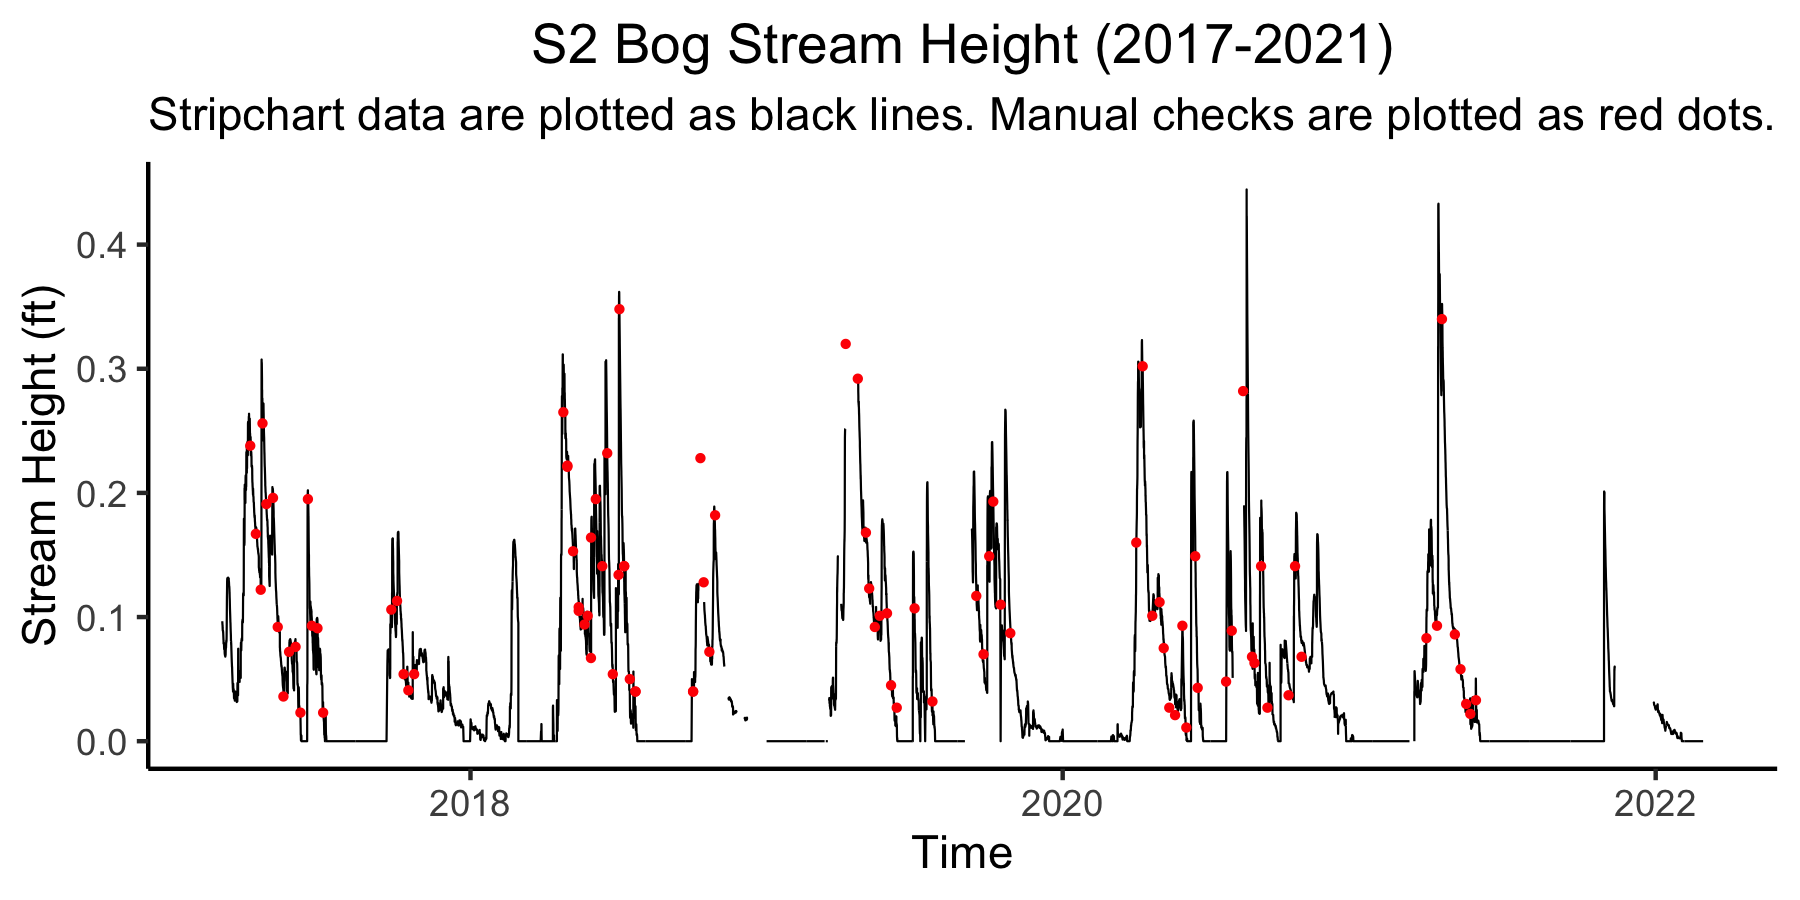 S2 Bog Stream Height (2017-2021)
Stripchart data are plotted as black lines. Manual checks are plotted as red dots.
Stream Height (ft)
0.4
0.3
0.2
0.1
0.0
2018
2020
2022
Time